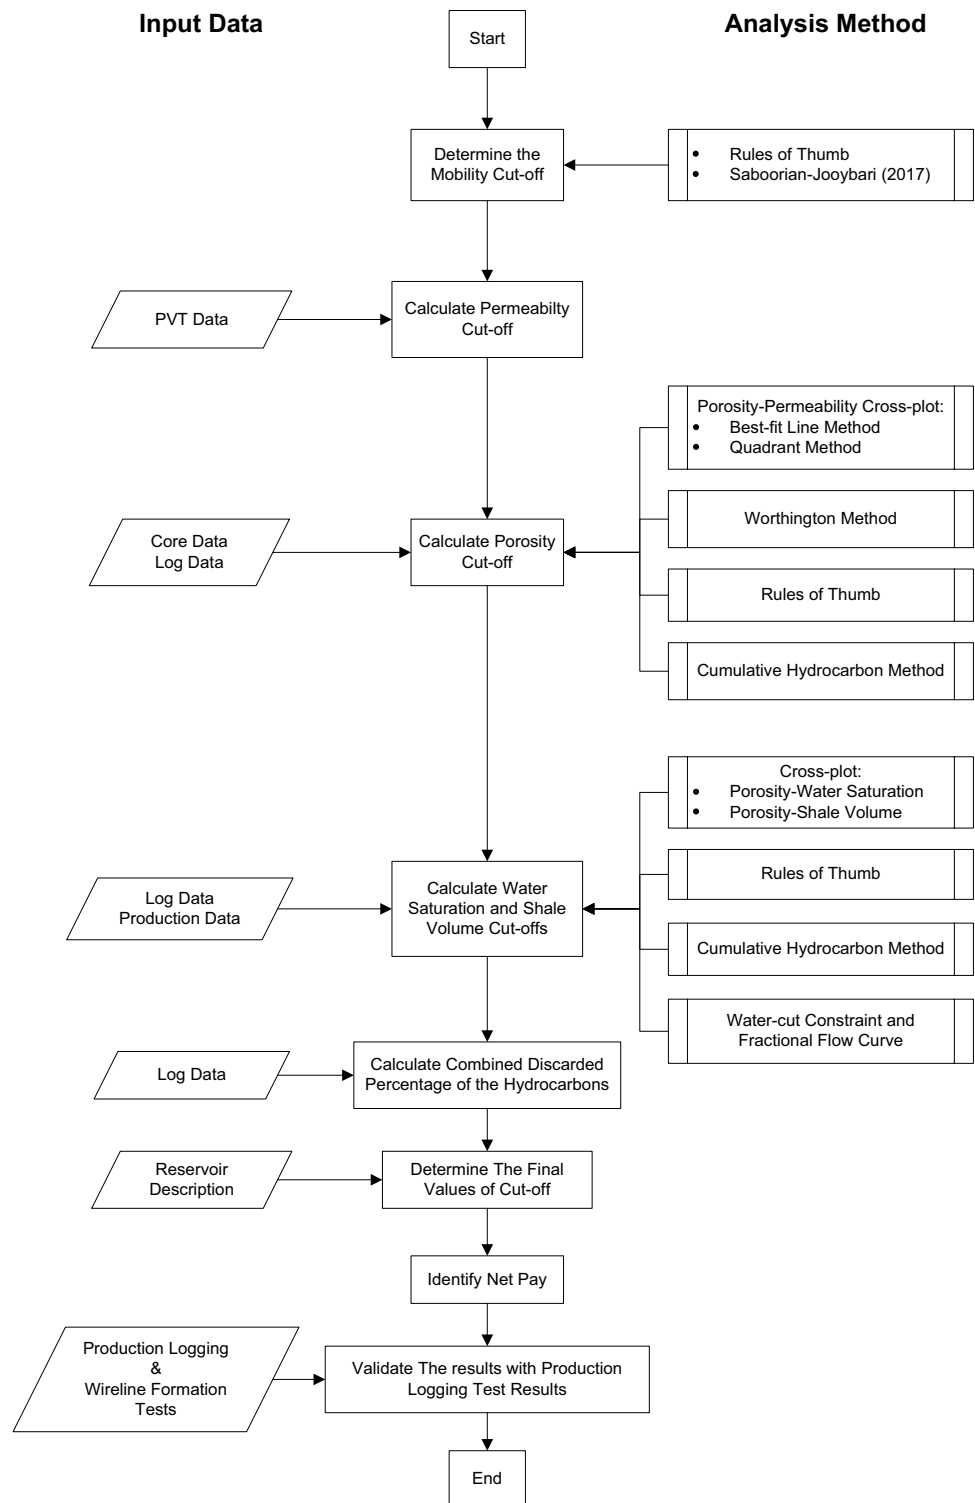 Input Data
Analysis Method
Start
Determine the
Mobility Cut-off
• Rules of Thumb
• Saboorian-Jooybari (2017)
PVT Data
Calculate Permeabilty
Cut-off
Porosity-Permeability Cross-plot:
• Best-fit Line Method
• Quadrant Method
Worthington Method
Core Data
Log Data
Calculate Porosity
Cut-off
Rules of Thumb
Cumulative Hydrocarbon Method
Cross-plot:
• Porosity-Water Saturation
• Porosity-Shale Volume
Rules of Thumb
Log Data
Production Data
Calculate Water
Saturation and Shale
Volume Cut-offs
Cumulative Hydrocarbon Method
Water-cut Constraint and
Fractional Flow Curve
Log Data
Calculate Combined Discarded
Percentage of the Hydrocarbons
Reservoir
Description
Determine The Final
Values of Cut-off
Identify Net Pay
Production Logging
&
Wireline Formation
Tests
Validate The results with Production
Logging Test Results
End